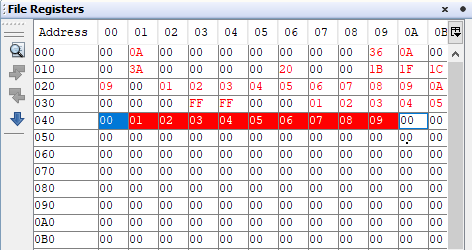 File Registers
Address 00 01 02 03 04 05 06 07 08 09 0A 0B
000 00 0A 00 00 00 00 00 00 00 36 0A 00
010 00 3A 00 00 00 00 20 00 00 1B 1F 1C
020 09 00 01 02 03 04 05 06 07 08 09 0A
030 00 00 00 FF FF 00 00 01 02 03 04 05
040 00 01 02 03 04 05 06 07 08 09 00 00
050 00 00 00 00 00 00 00 00 00 00 00 00
060 00 00 00 00 00 00 00 00 00 00 00 00
070 00 00 00 00 00 00 00 00 00 00 00 00
080 00 00 00 00 00 00 00 00 00 00 00 00
090 00 00 00 00 00 00 00 00 00 00 00 00
0A0 00 00 00 00 00 00 00 00 00 00 00 00
0B0 00 00 00 00 00 00 00 00 00 00 00 00